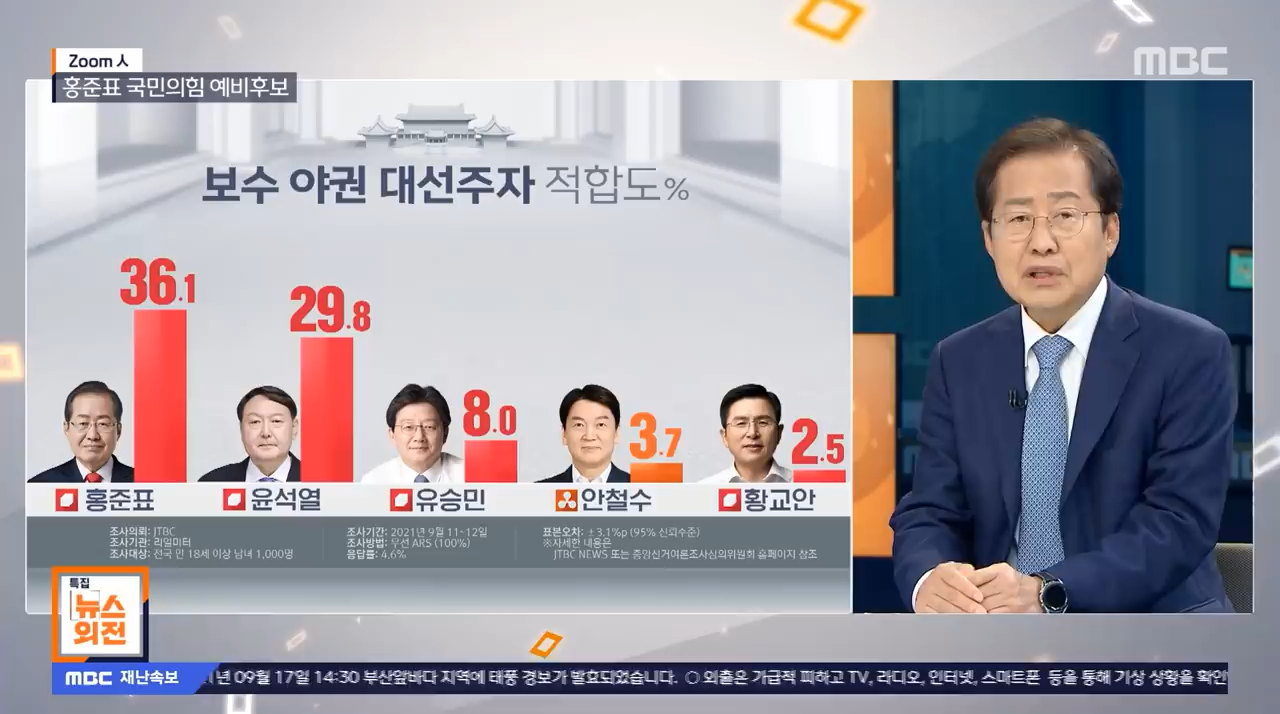 Zoom 人
MBC
홍준표 국민의힘 예비후보
보수 야권 대선주자 적합도%
36.1
29.8
8.0
3.7
2.5
홍준표
윤석열
유승민
안철수
황교안
조사의뢰: JTBC
조사기관: 리얼미터
조사대상: 전국 만 18세 이상 남녀 1,000명
조사기간: 2021년 9월 11~12일
조사방법: 무선 ARS (100%)
응답률: 4.6%
표본오차: ±3.1%p (95% 신뢰수준)
※자세한 내용은
JTBC NEWS 또는 중앙선거여론조사심의위원회 홈페이지 참조
특집
뉴스
외전
MBC 재난속보
1년 09월 17일 14:30 부산앞바다 지역에 태풍 경보가 발효되었습니다. ○ 외출은 가급적 피하고 TV, 라디오, 인터넷, 스마트폰 등을 통해 기상 상황을 확인